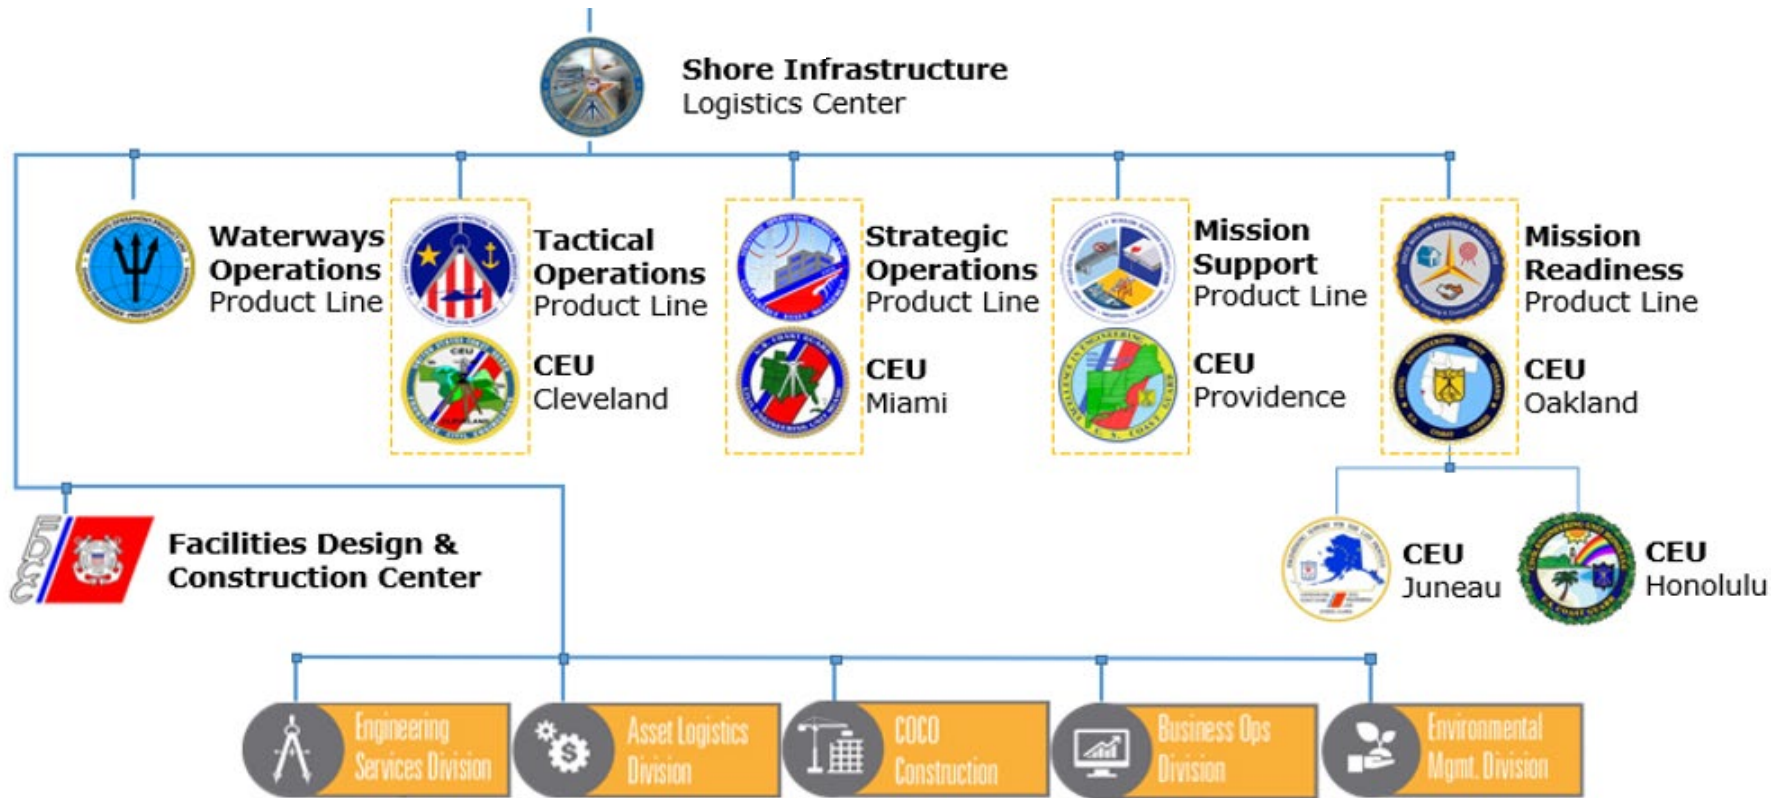 Shore Infrastructure
Logistics Center
Waterways
Operations
Product Line
Tactical
Operations
Product Line
Strategic
Operations
Product Line
Mission
Support
Product Line
Mission
Readiness
Product Line
CEU
Cleveland
CEU
Miami
CEU
Providence
CEU
Oakland
Facilities Design &
Construction Center
CEU
Juneau
CEU
Honolulu
Engineering
Services Division
Asset Logistics
Division
COCO
Construction
Business Ops
Division
Environmental
Mgmt. Division